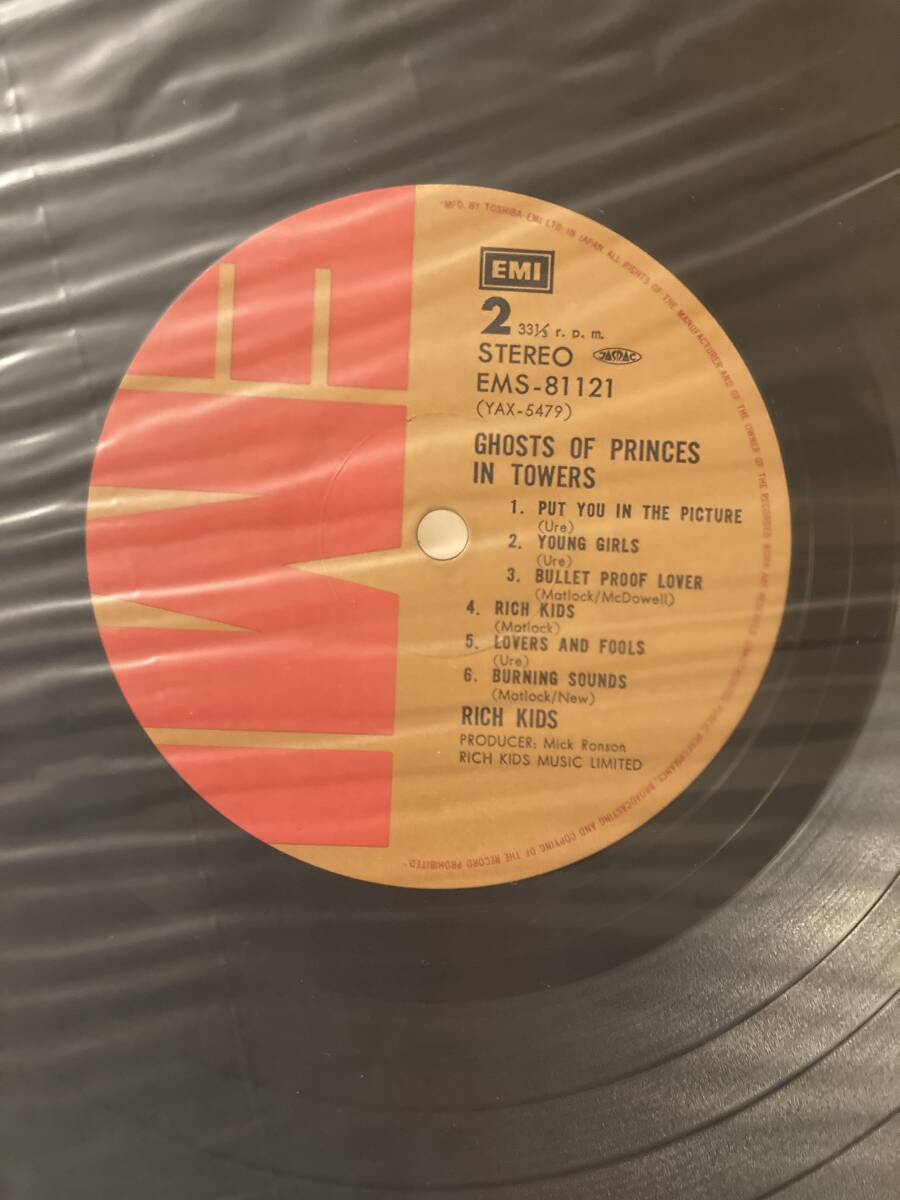 "MFD. BY TOSHIBA-EMI LTD. IN JAPAN. ALL RIGHTS OF THE MANUFACTURER AND OF THE OWNER OF THE RECORDED WORK
PUBLIC PERFORMANCE, BROADCASTING AND COPYING OF THE RECORD PROHIBITED"
EMI
EMI
2 33⅓ r. p. m.
STEREO JASRAC
EMS-81121
(YAX-5479)
GHOSTS OF PRINCES
IN TOWERS
1. PUT YOU IN THE PICTURE
(Ure)
2. YOUNG GIRLS
(Ure)
3. BULLET PROOF LOVER
(Matlock/McDowell)
4. RICH KIDS
(Matlock)
5. LOVERS AND FOOLS
(Ure)
6. BURNING SOUNDS
(Matlock/New)
RICH KIDS
PRODUCER: Mick Ronson
RICH KIDS MUSIC LIMITED